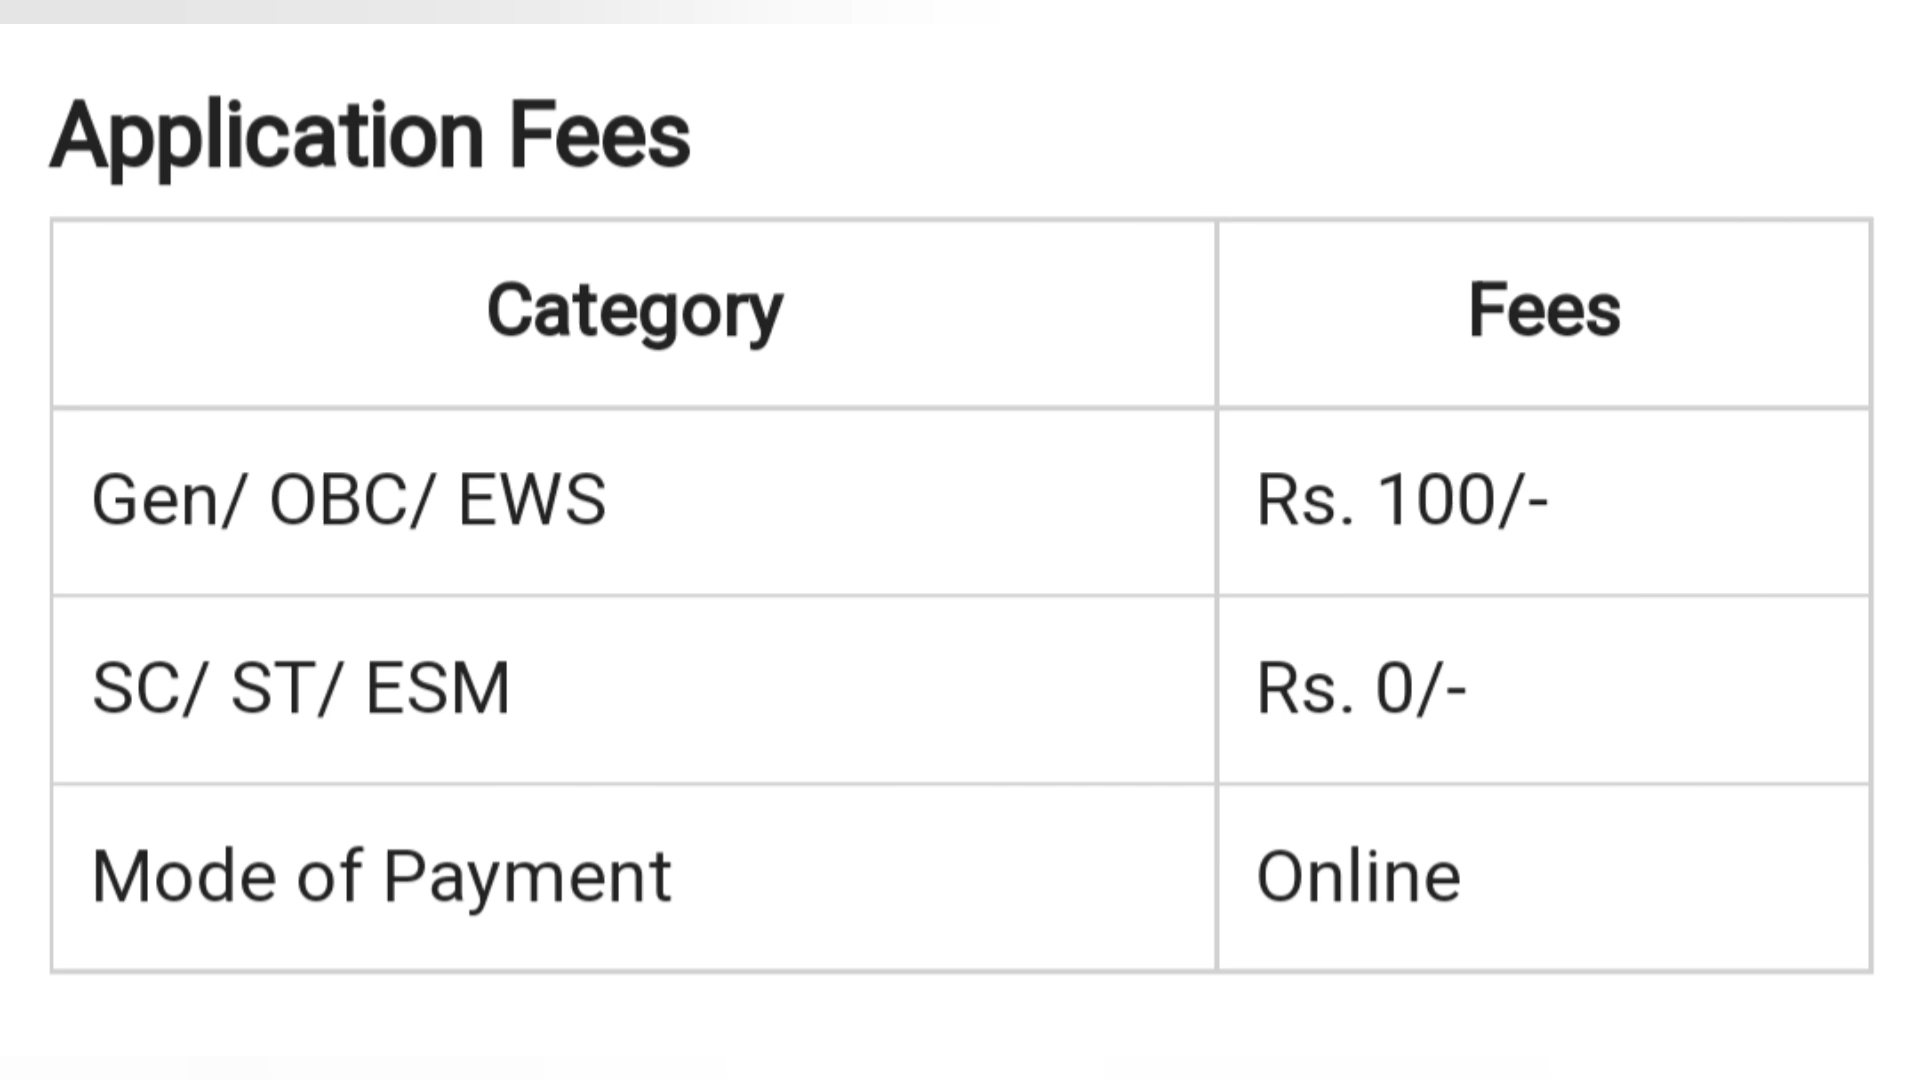 Application Fees
Category Fees
Gen/ OBC/ EWS Rs. 100/-
SC/ ST/ ESM Rs. 0/-
Mode of Payment Online